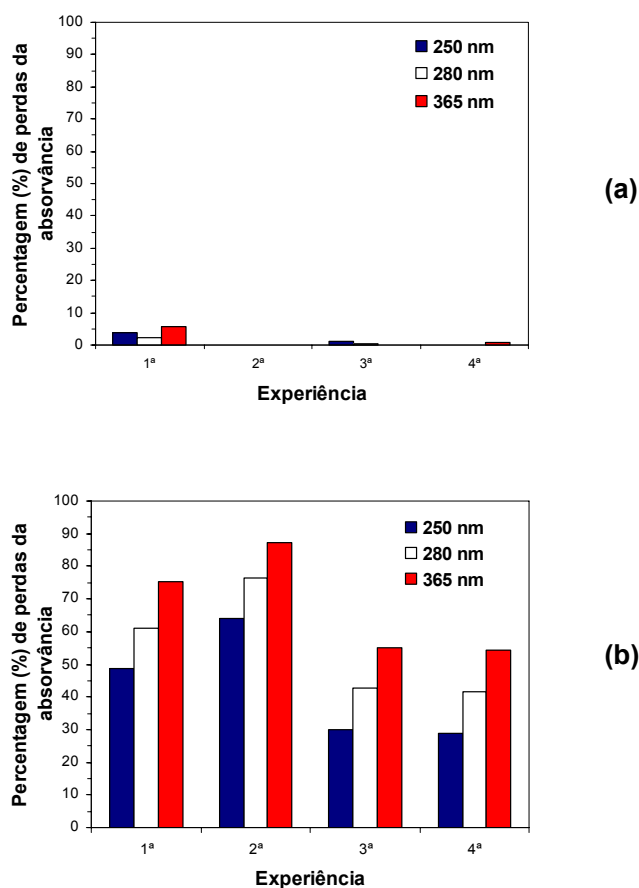 Percentagem (%) de perdas da
absorvância
100
90
80
70
60
50
40
30
20
10
0
250 nm
280 nm
365 nm
1ª
2ª
3ª
4ª
Experiência
(a)
Percentagem (%) de perdas da
absorvância
100
90
80
70
60
50
40
30
20
10
0
250 nm
280 nm
365 nm
1ª
2ª
3ª
4ª
Experiência
(b)